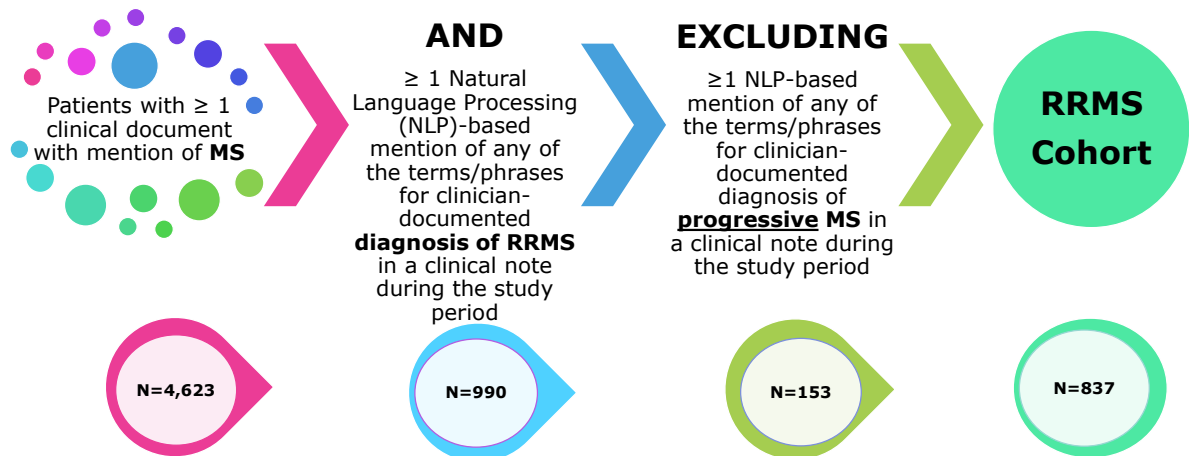 Patients with ≥ 1
clinical document
with mention of MS
AND
≥ 1 Natural
Language Processing
(NLP)-based
mention of any of
the terms/phrases
for clinician-
documented
diagnosis of RRMS
in a clinical note
during the study
period
EXCLUDING
≥1 NLP-based
mention of any of
the terms/phrases
for clinician-
documented
diagnosis of
progressive MS in
a clinical note during
the study period
RRMS
Cohort
N=4,623
N=990
N=153
N=837